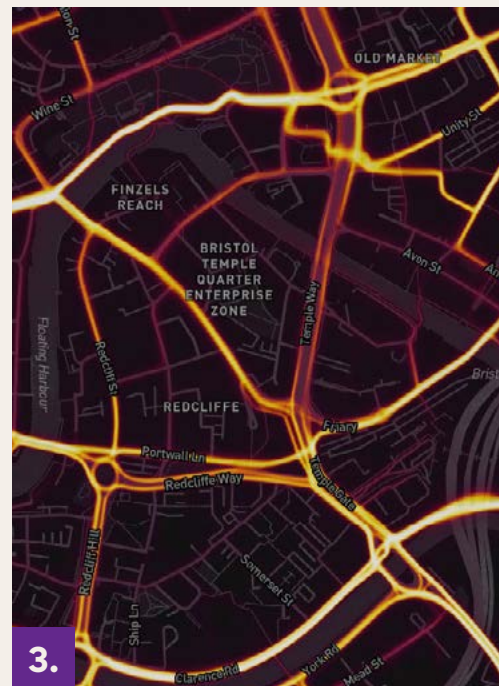 OLD MARKET
Wine St
Unity St
FINZELS
REACH
BRISTOL
TEMPLE
QUARTER
ENTERPRISE
ZONE
Avon St
Temple Way
Floating Harbour
Redcliff St
REDCLIFFE
Friary
Portwall Ln
Redcliffe Way
Temple Gate
Redcliff Hill
Somerset St
Ship Ln
3.
Clarence Rd
York Rd
Mead St